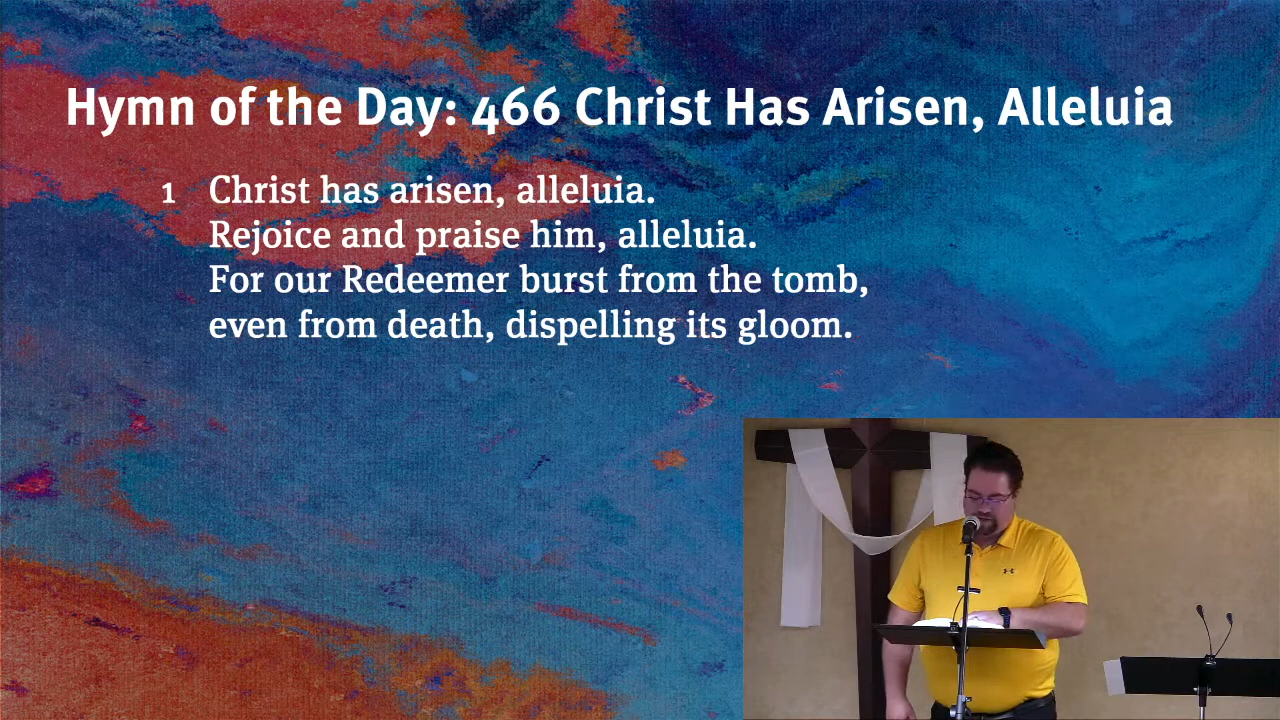 Hymn of the Day: 466 Christ Has Arisen, Alleluia
1 Christ has arisen, alleluia.
Rejoice and praise him, alleluia.
For our Redeemer burst from the tomb,
even from death, dispelling its gloom.